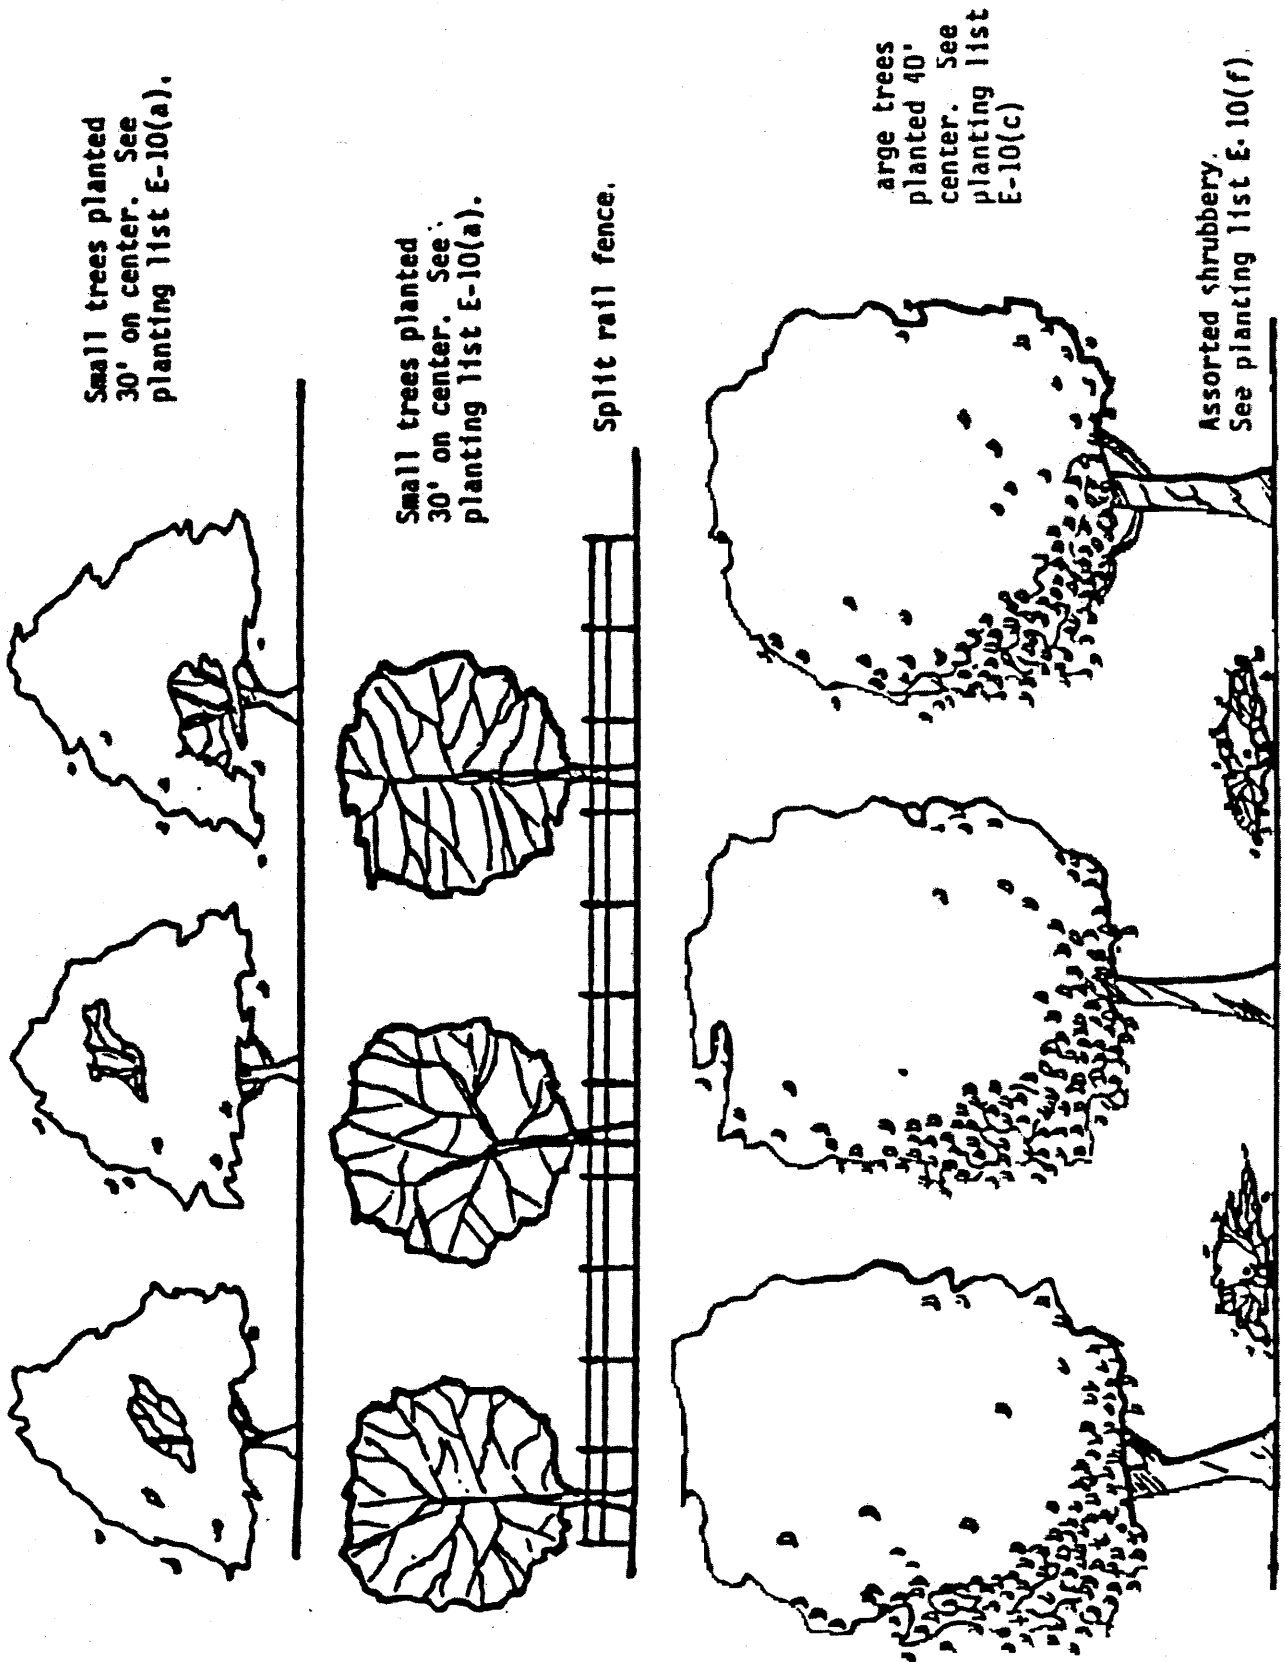 Small trees planted
30' on center. See
planting list E-10(a).
Small trees planted
30' on center. See
planting list E-10(a).
Split rail fence.
arge trees
planted 40'
center. See
planting list
E-10(c)
Assorted shrubbery.
See planting list E-10(f).